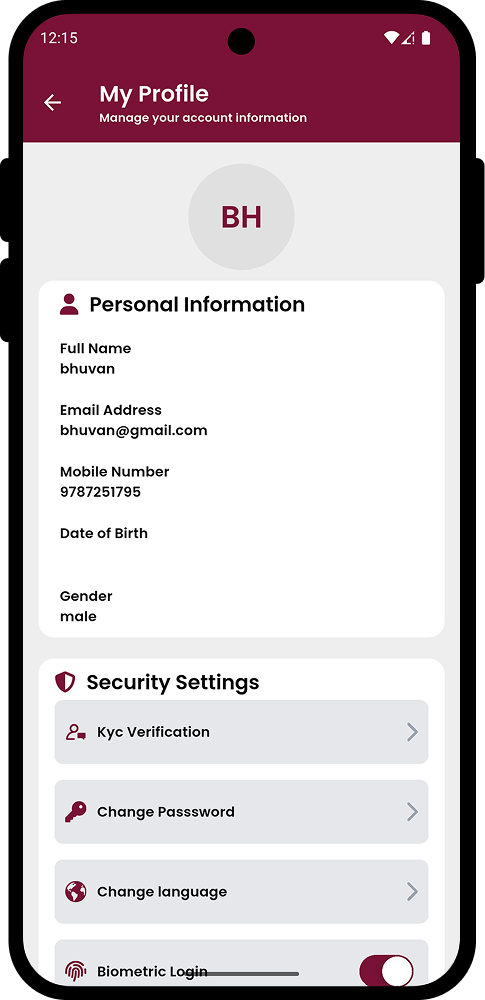 12:15
My Profile
Manage your account information
BH
Personal Information
Full Name
bhuvan
Email Address
bhuvan@gmail.com
Mobile Number
9787251795
Date of Birth
Gender
male
Security Settings
Kyc Verification
Change Passsword
Change language
Biometric Login